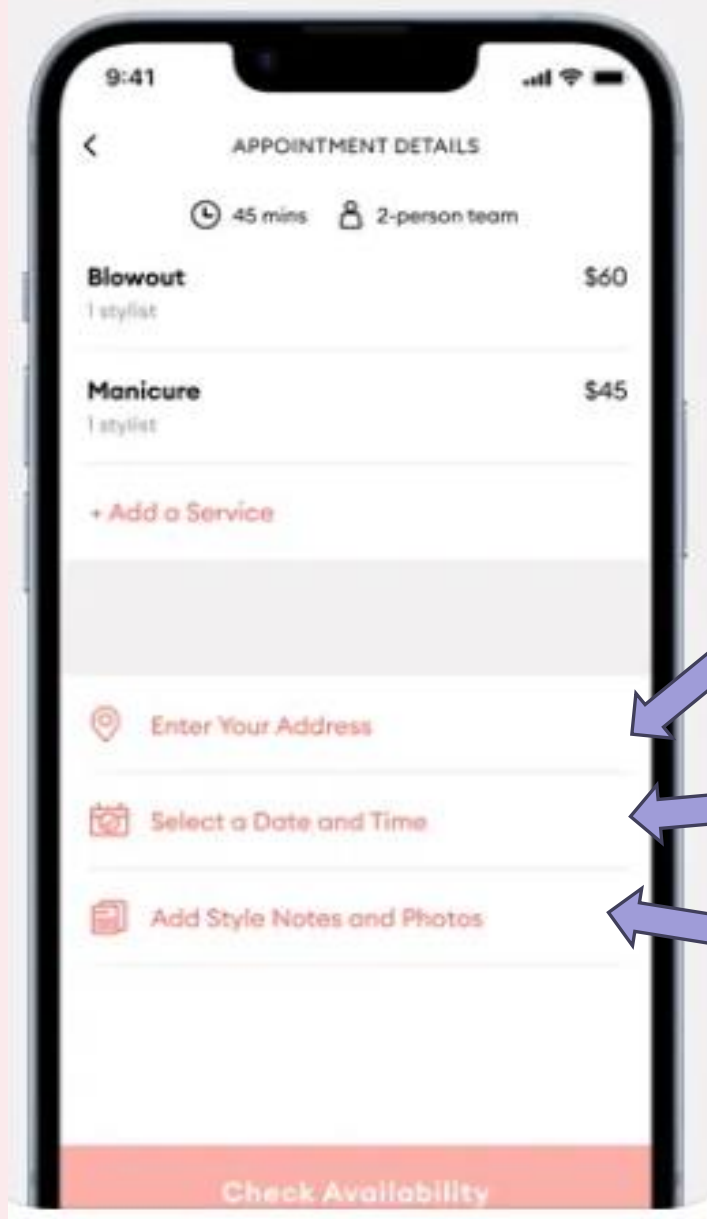 9:41
APPOINTMENT DETAILS
45 mins 2-person team
Blowout $60
1 stylist
Manicure $45
1 stylist
+ Add a Service
Enter Your Address
Select a Date and Time
Add Style Notes and Photos
Check Availability